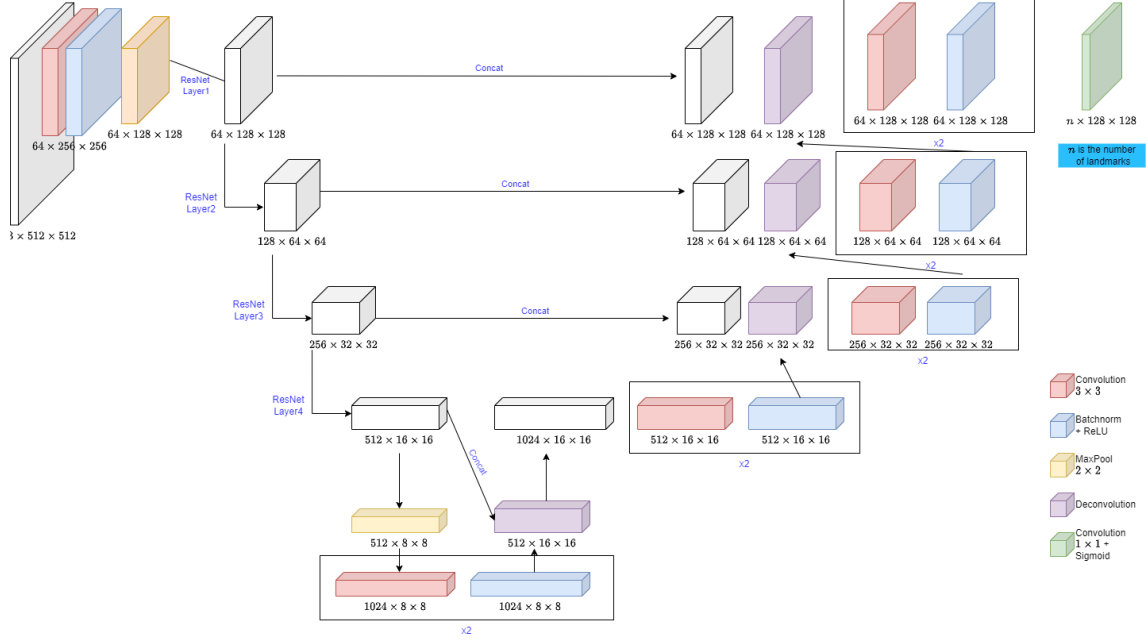 ResNet
Layer1
Concat
64 × 128 × 128
64 × 256 × 256
64 × 128 × 128
64 × 128 × 128
64 × 128 × 128
64 × 128 × 128
64 × 128 × 128
n × 128 × 128
x2
n is the number
of landmarks
ResNet
Layer2
Concat
3 × 512 × 512
128 × 64 × 64
128 × 64 × 64
128 × 64 × 64
128 × 64 × 64
128 × 64 × 64
x2
ResNet
Layer3
Concat
256 × 32 × 32
256 × 32 × 32
256 × 32 × 32
256 × 32 × 32
256 × 32 × 32
x2
ResNet
Layer4
512 × 16 × 16
1024 × 16 × 16
512 × 16 × 16
512 × 16 × 16
x2
Concat
512 × 8 × 8
512 × 16 × 16
1024 × 8 × 8
1024 × 8 × 8
x2
Convolution
3 × 3
Batchnorm
+ ReLU
MaxPool
2 × 2
Deconvolution
Convolution
1 × 1 +
Sigmoid